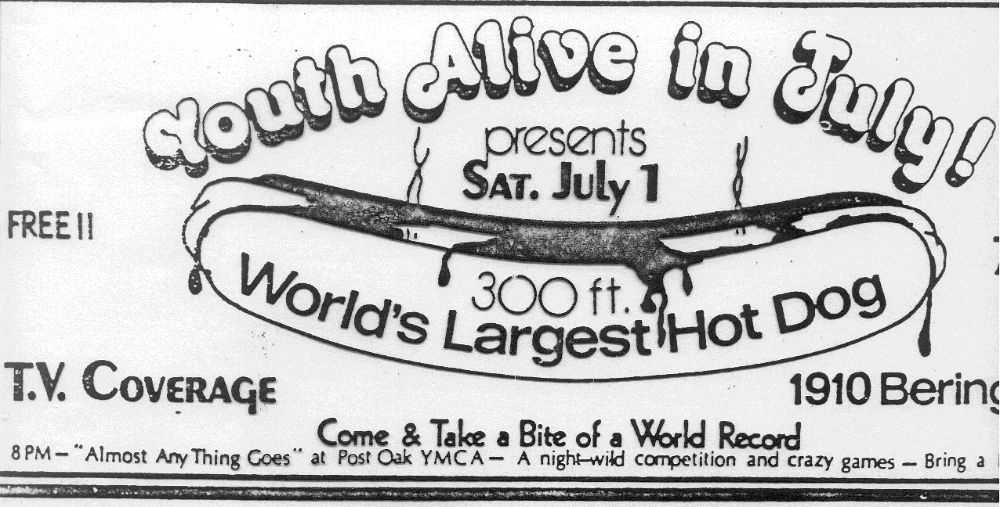 Youth Alive in July!
presents
SAT. July 1
FREE!!
300 ft.
World's Largest Hot Dog
T.V. COVERAGE
1910 Bering
Come & Take a Bite of a World Record
8 PM — "Almost Any Thing Goes" at Post Oak YMCA — A night-wild competition and crazy games — Bring a